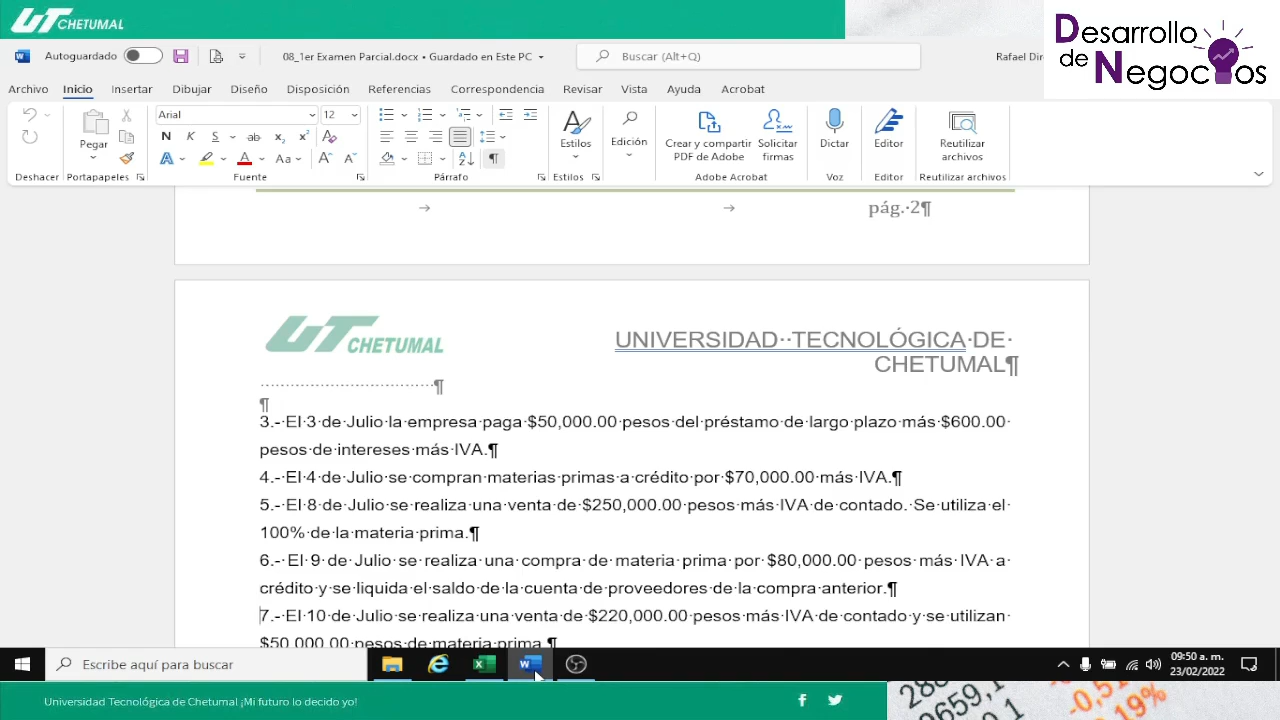 UT CHETUMAL
Desarrollo
de Negocios
Autoguardado
08_1er Examen Parcial.docx • Guardado en Este PC
Buscar (Alt+Q)
Rafael Dir
Archivo Inicio Insertar Dibujar Diseño Disposición Referencias Correspondencia Revisar Vista Ayuda Acrobat
Arial 12
Pegar
N K S ab x₂ x²
A A Aa A A
Estilos
Edición
Crear y compartir PDF de Adobe
Solicitar firmas
Dictar
Editor
Reutilizar archivos
Deshacer Portapapeles Fuente Párrafo Estilos Adobe Acrobat Voz Editor Reutilizar archivos
→ → pág.·2¶
UT CHETUMAL
UNIVERSIDAD··TECNOLÓGICA·DE·
CHETUMAL¶
¶
¶
3.-·El·3·de·Julio·la·empresa·paga·$50,000.00·pesos·del·préstamo·de·largo·plazo·más·$600.00·
pesos·de·intereses·más·IVA.¶
4.-·El·4·de·Julio·se·compran·materias·primas·a·crédito·por·$70,000.00·más·IVA.¶
5.-·El·8·de·Julio·se·realiza·una·venta·de·$250,000.00·pesos·más·IVA·de·contado.·Se·utiliza·el·
100%·de·la·materia·prima.¶
6.-·El·9·de·Julio·se·realiza·una·compra·de·materia·prima·por·$80,000.00·pesos·más·IVA·a·
crédito·y·se·liquida·el·saldo·de·la·cuenta·de·proveedores·de·la·compra·anterior.¶
7.-·El·10·de·Julio·se·realiza·una·venta·de·$220,000.00·pesos·más·IVA·de·contado·y·se·utilizan·
$50,000.00·pesos·de·materia·prima.¶
Escribe aquí para buscar
09:50 a. m.
23/02/2022
Universidad Tecnológica de Chetumal ¡Mi futuro lo decido yo!
9659,1
-0,5
19%